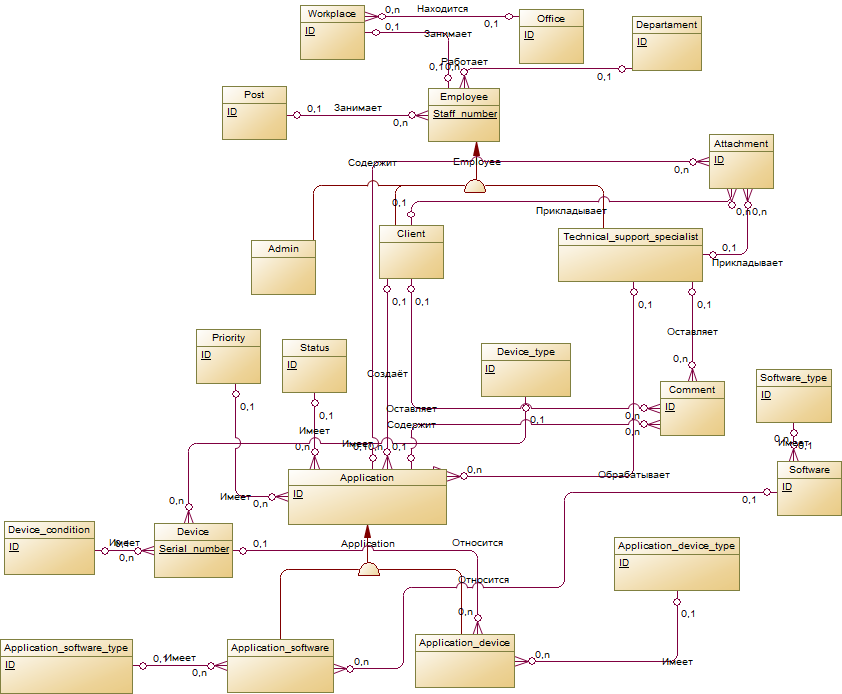 Workplace
ID
0,n
Находится
0,1
Office
ID
0,1
Занимает
Departament
ID
Работает
0,1
0,n
0,1
Post
ID
0,1
Занимает
0,n
Employee
Staff_number
Attachment
ID
Содержит
0,n
Employee
0,1
Прикладывает
0,n
0,n
Client
Technical_support_specialist
0,1
Прикладывает
Admin
0,1
0,1
0,1
0,1
Priority
ID
Status
ID
Оставляет
Device_type
ID
0,n
Создаёт
Software_type
ID
Comment
ID
0,1
0,1
Оставляет
0,n
Содержит
0,1
0,n
Имеет
0,n
Имеет
0,1
Имеет
0,n
0,1
0,n
0,1
Application
ID
0,n
Обрабатывает
Software
ID
0,1
Имеет
0,n
0,n
Device_condition
ID
Имеет
0,n
Device
Serial_number
0,1
Application
Относится
Application_device_type
ID
Относится
0,n
0,1
Application_software_type
ID
0,1
Имеет
0,n
Application_software
0,n
Application_device
0,n
Имеет